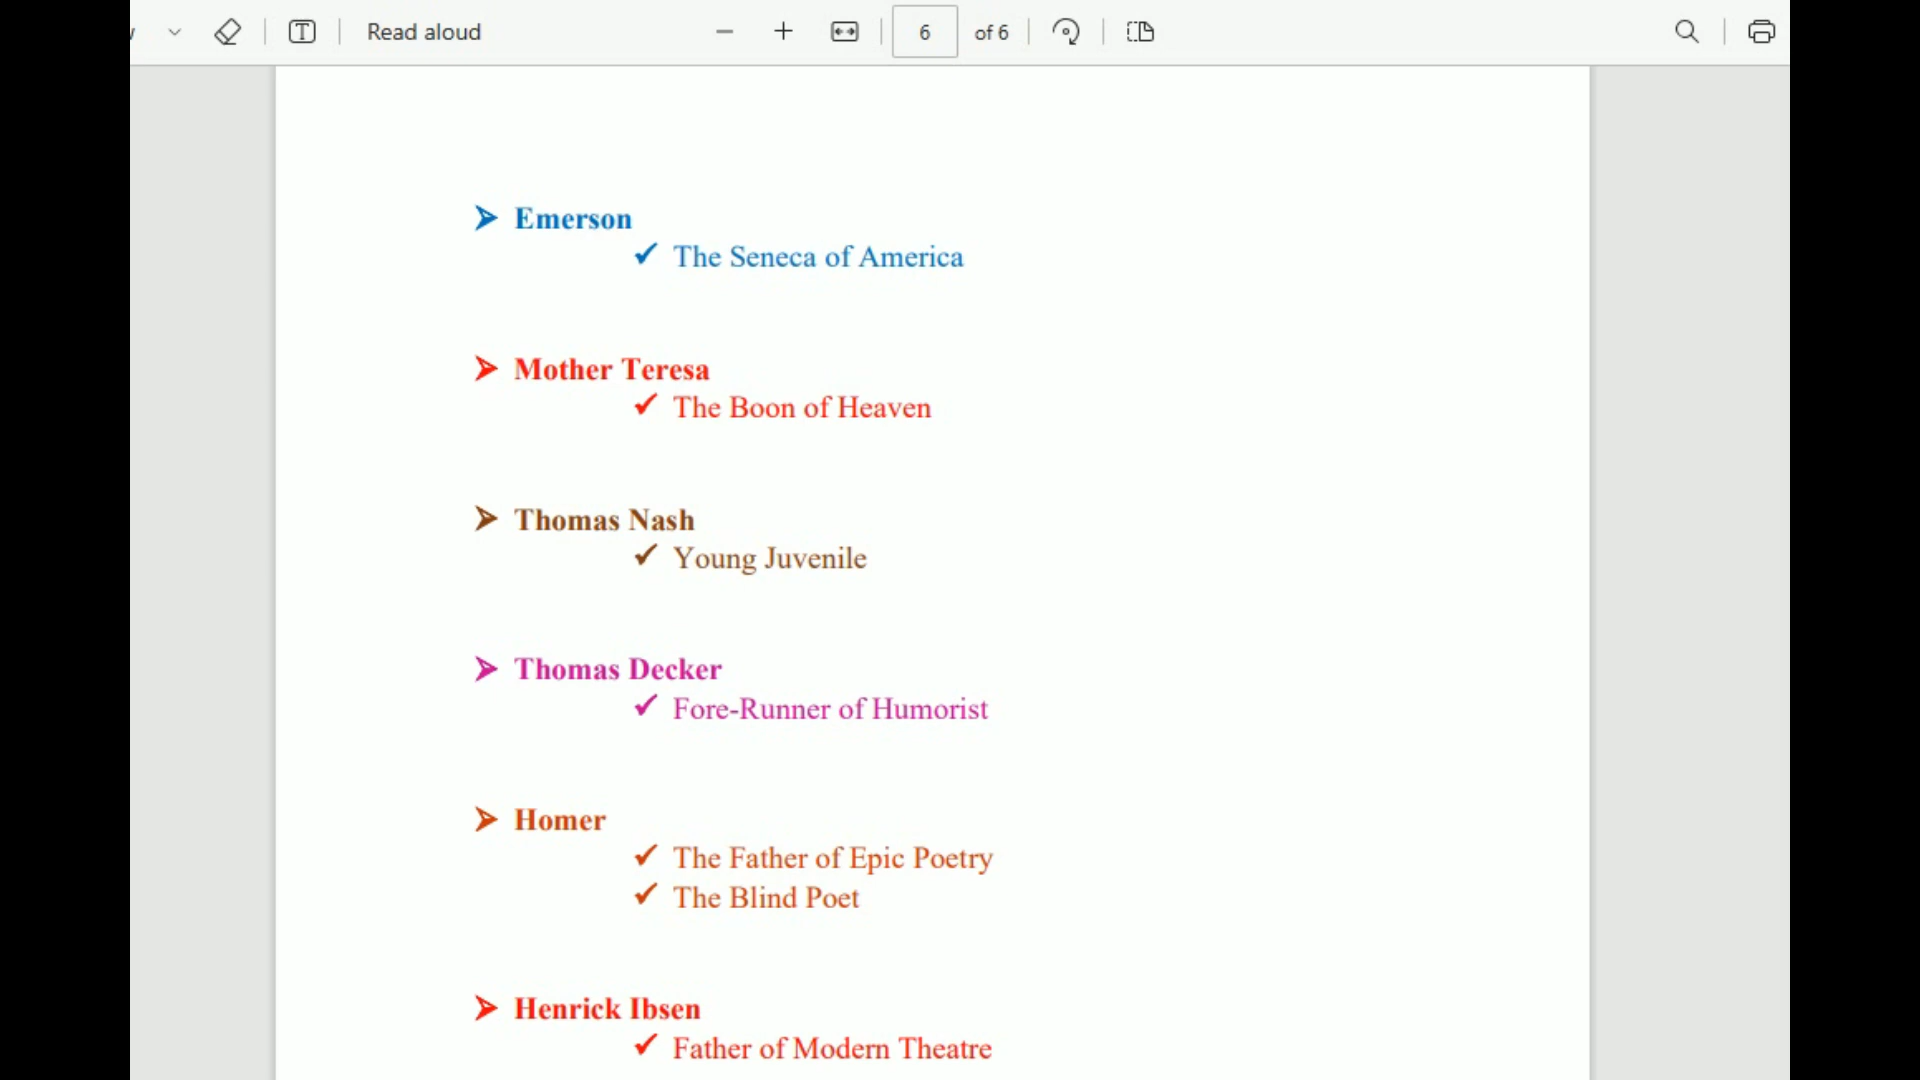 Read aloud
6 of 6
Emerson
The Seneca of America
Mother Teresa
The Boon of Heaven
Thomas Nash
Young Juvenile
Thomas Decker
Fore-Runner of Humorist
Homer
The Father of Epic Poetry
The Blind Poet
Henrick Ibsen
Father of Modern Theatre